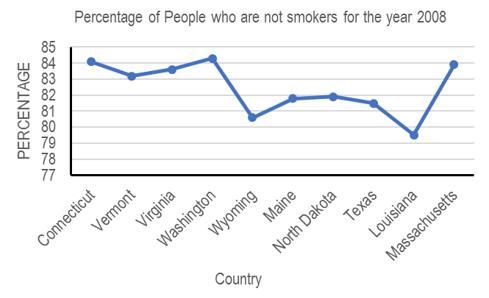 Percentage of People who are not smokers for the year 2008
PERCENTAGE
85
84
83
82
81
80
79
78
77
Connecticut
Vermont
Virginia
Washington
Wyoming
Maine
North Dakota
Texas
Louisiana
Massachusetts
Country